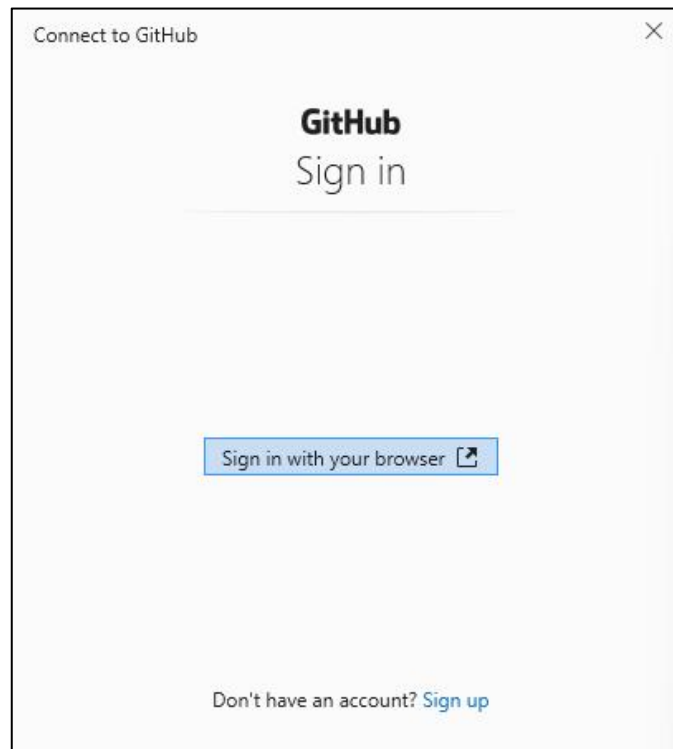 Connect to GitHub
GitHub
Sign in
Sign in with your browser
Don't have an account? Sign up